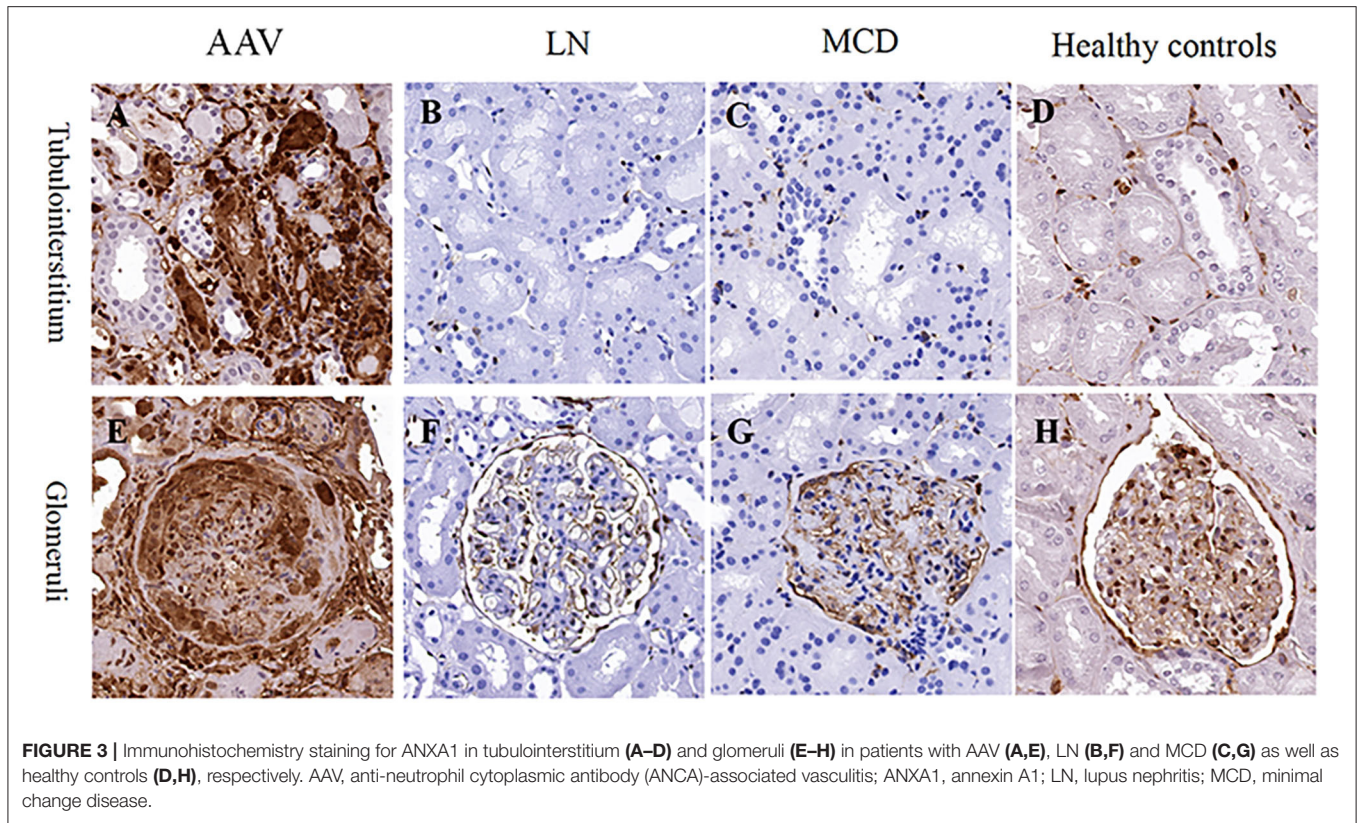 AAV LN MCD Healthy controls
Tubulointerstitium
A B C D
Glomeruli
E F G H
FIGURE 3 | Immunohistochemistry staining for ANXA1 in tubulointerstitium (A–D) and glomeruli (E–H) in patients with AAV (A,E), LN (B,F) and MCD (C,G) as well as
healthy controls (D,H), respectively. AAV, anti-neutrophil cytoplasmic antibody (ANCA)-associated vasculitis; ANXA1, annexin A1; LN, lupus nephritis; MCD, minimal
change disease.